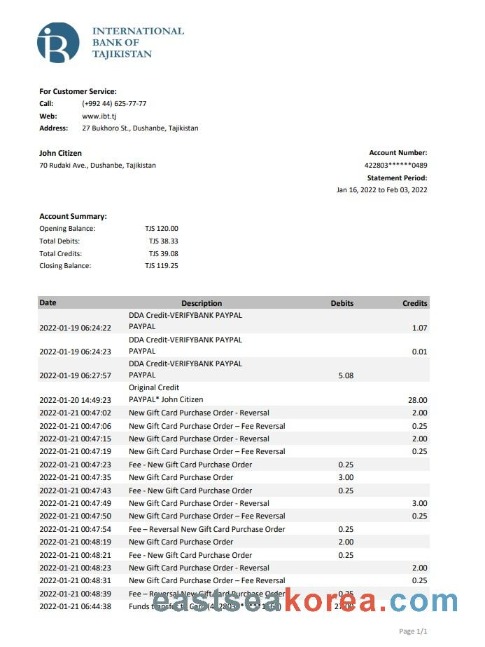 INTERNATIONAL
BANK OF
TAJIKISTAN
For Customer Service:
Call: (+992 44) 625-77-77
Web: www.ibt.tj
Address: 27 Bukhoro St., Dushanbe, Tajikistan
John Citizen
70 Rudaki Ave., Dushanbe, Tajikistan
Account Number:
422803******0489
Statement Period:
Jan 16, 2022 to Feb 03, 2022
Account Summary:
Opening Balance: TJS 120.00
Total Debits: TJS 38.33
Total Credits: TJS 39.08
Closing Balance: TJS 119.25
Date Description Debits Credits
DDA Credit-VERIFYBANK PAYPAL
2022-01-19 06:24:22 PAYPAL 1.07
DDA Credit-VERIFYBANK PAYPAL
2022-01-19 06:24:23 PAYPAL 0.01
DDA Credit-VERIFYBANK PAYPAL
2022-01-19 06:27:57 PAYPAL 5.08
Original Credit
2022-01-20 14:49:23 PAYPAL* John Citizen 28.00
2022-01-21 00:47:02 New Gift Card Purchase Order - Reversal 2.00
2022-01-21 00:47:06 New Gift Card Purchase Order – Fee Reversal 0.25
2022-01-21 00:47:15 New Gift Card Purchase Order - Reversal 2.00
2022-01-21 00:47:19 New Gift Card Purchase Order – Fee Reversal 0.25
2022-01-21 00:47:23 Fee - New Gift Card Purchase Order 0.25
2022-01-21 00:47:35 New Gift Card Purchase Order 3.00
2022-01-21 00:47:43 Fee - New Gift Card Purchase Order 0.25
2022-01-21 00:47:49 New Gift Card Purchase Order - Reversal 3.00
2022-01-21 00:47:50 New Gift Card Purchase Order – Fee Reversal 0.25
2022-01-21 00:47:54 Fee – Reversal New Gift Card Purchase Order 0.25
2022-01-21 00:48:19 New Gift Card Purchase Order 2.00
2022-01-21 00:48:21 Fee - New Gift Card Purchase Order 0.25
2022-01-21 00:48:23 New Gift Card Purchase Order - Reversal 2.00
2022-01-21 00:48:31 New Gift Card Purchase Order – Fee Reversal 0.25
2022-01-21 00:48:39 Fee – Reversal New Gift Card Purchase Order 0.25
2022-01-21 06:44:38 Funds
eastseakorea.com
Page 1/1